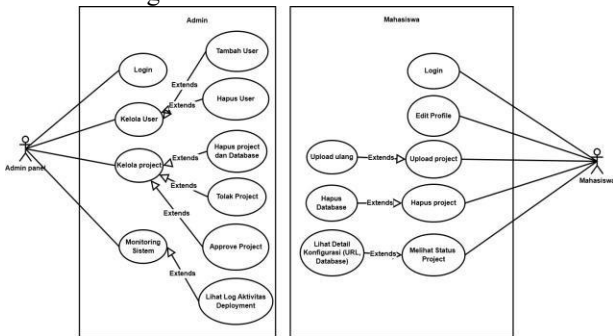 Admin
Login
Kelola User
Tambah User
Extends
Extends
Hapus User
Admin panel
Kelola project
Extends
Hapus project
dan Database
Extends
Tolak Project
Extends
Approve Project
Monitoring
Sistem
Extends
Lihat Log Aktivitas
Deployment
Mahasiswa
Login
Edit Profile
Upload ulang
Extends
Upload project
Mahasiswa
Hapus
Database
Extends
Hapus project
Lihat Detail
Konfigurasi (URL,
Database)
Extends
Melihat Status
Project